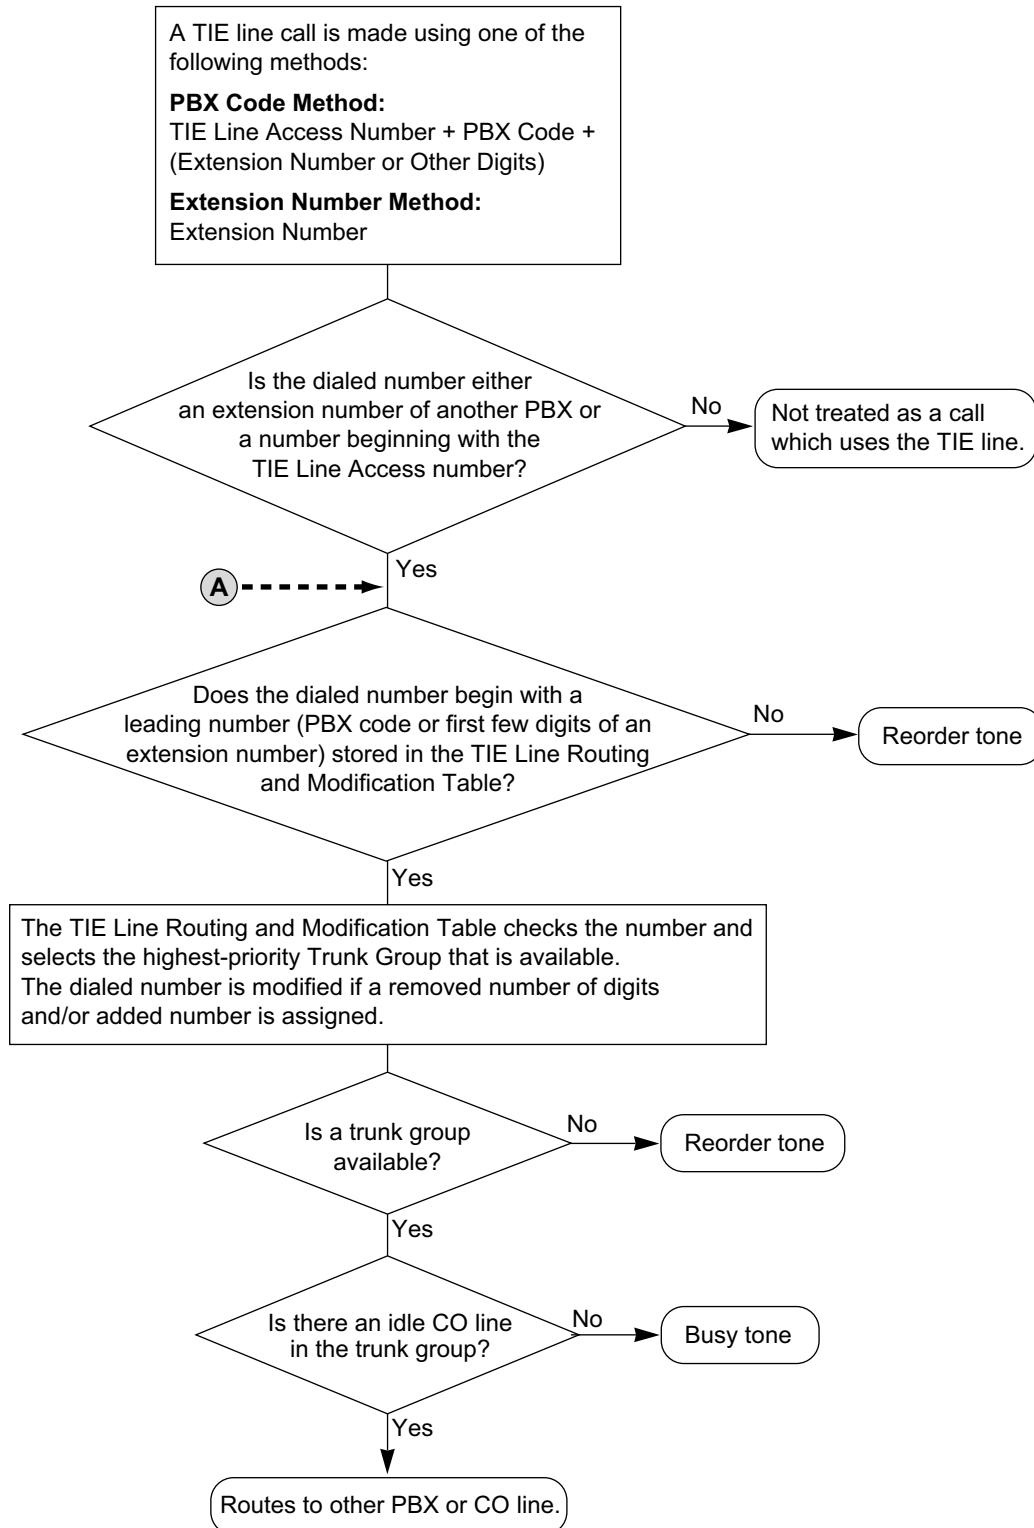 A TIE line call is made using one of the
following methods:
PBX Code Method:
TIE Line Access Number + PBX Code +
(Extension Number or Other Digits)
Extension Number Method:
Extension Number
Is the dialed number either
an extension number of another PBX or
a number beginning with the
TIE Line Access number?
No
Not treated as a call
which uses the TIE line.
Yes
A
Does the dialed number begin with a
leading number (PBX code or first few digits of an
extension number) stored in the TIE Line Routing
and Modification Table?
No
Reorder tone
Yes
The TIE Line Routing and Modification Table checks the number and
selects the highest-priority Trunk Group that is available.
The dialed number is modified if a removed number of digits
and/or added number is assigned.
Is a trunk group
available?
No
Reorder tone
Yes
Is there an idle CO line
in the trunk group?
No
Busy tone
Yes
Routes to other PBX or CO line.